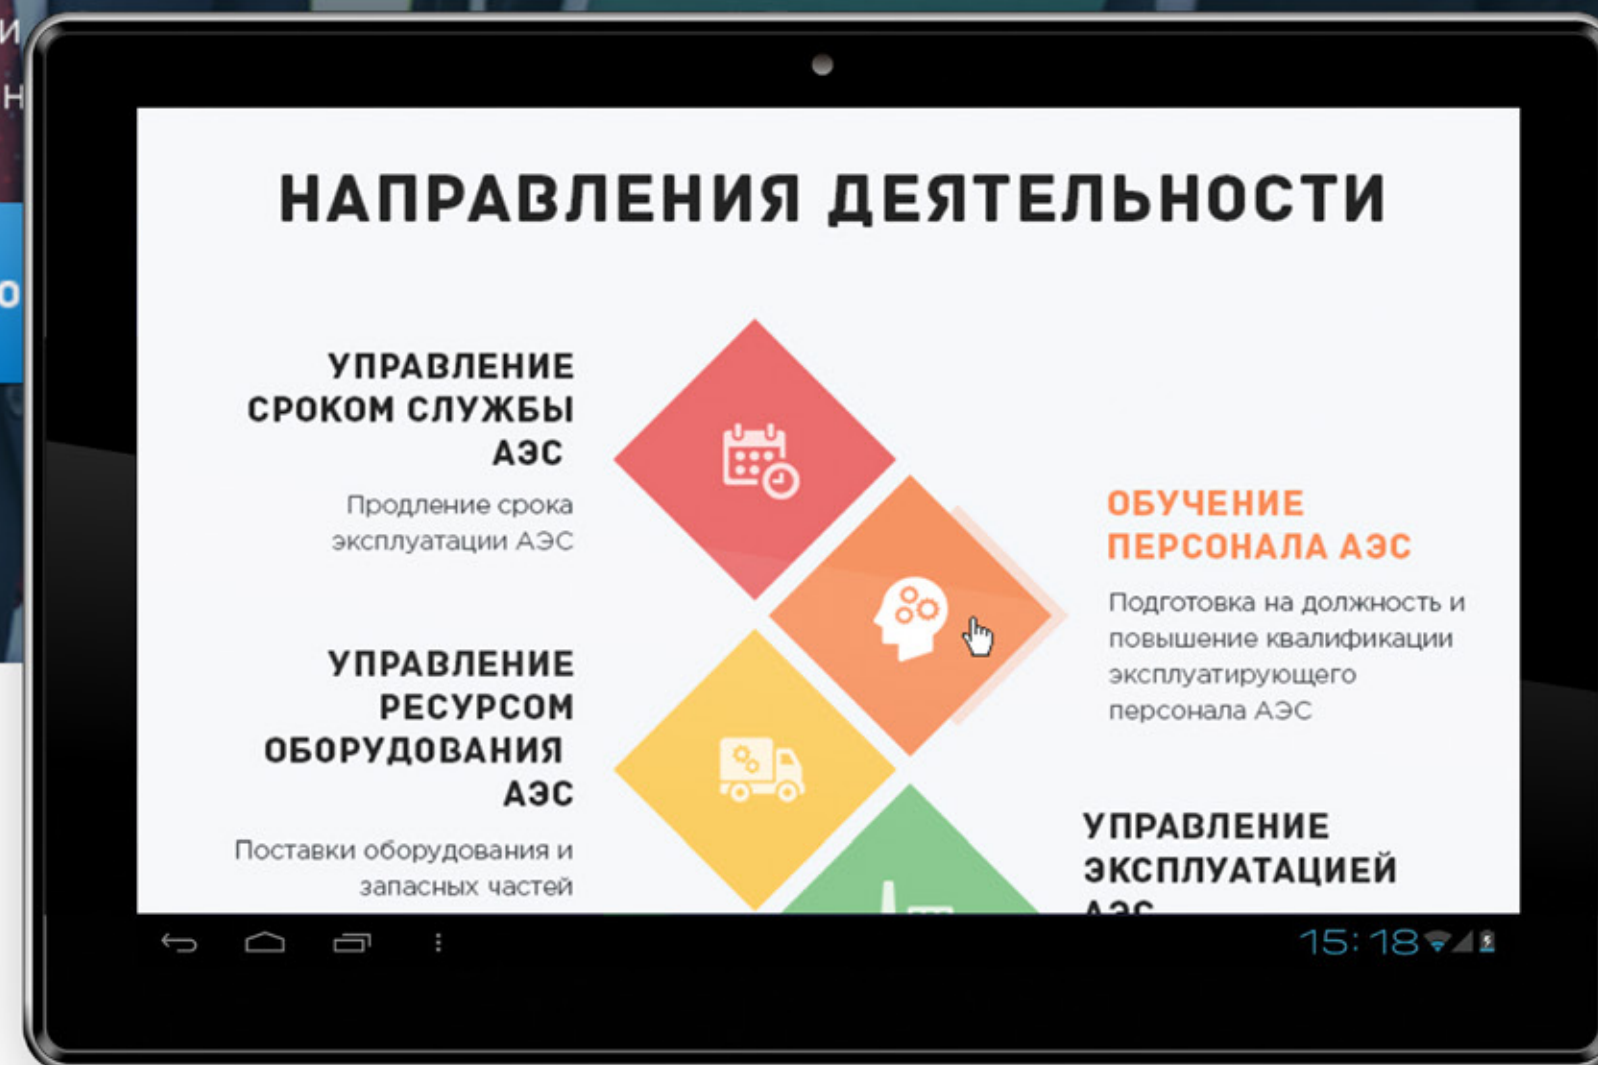 НАПРАВЛЕНИЯ ДЕЯТЕЛЬНОСТИ
УПРАВЛЕНИЕ
СРОКОМ СЛУЖБЫ
АЭС
Продление срока
эксплуатации АЭС
ОБУЧЕНИЕ
ПЕРСОНАЛА АЭС
Подготовка на должность и
повышение квалификации
эксплуатирующего
персонала АЭС
УПРАВЛЕНИЕ
РЕСУРСОМ
ОБОРУДОВАНИЯ
АЭС
Поставки оборудования и
запасных частей
УПРАВЛЕНИЕ
ЭКСПЛУАТАЦИЕЙ
АЭС
15:18